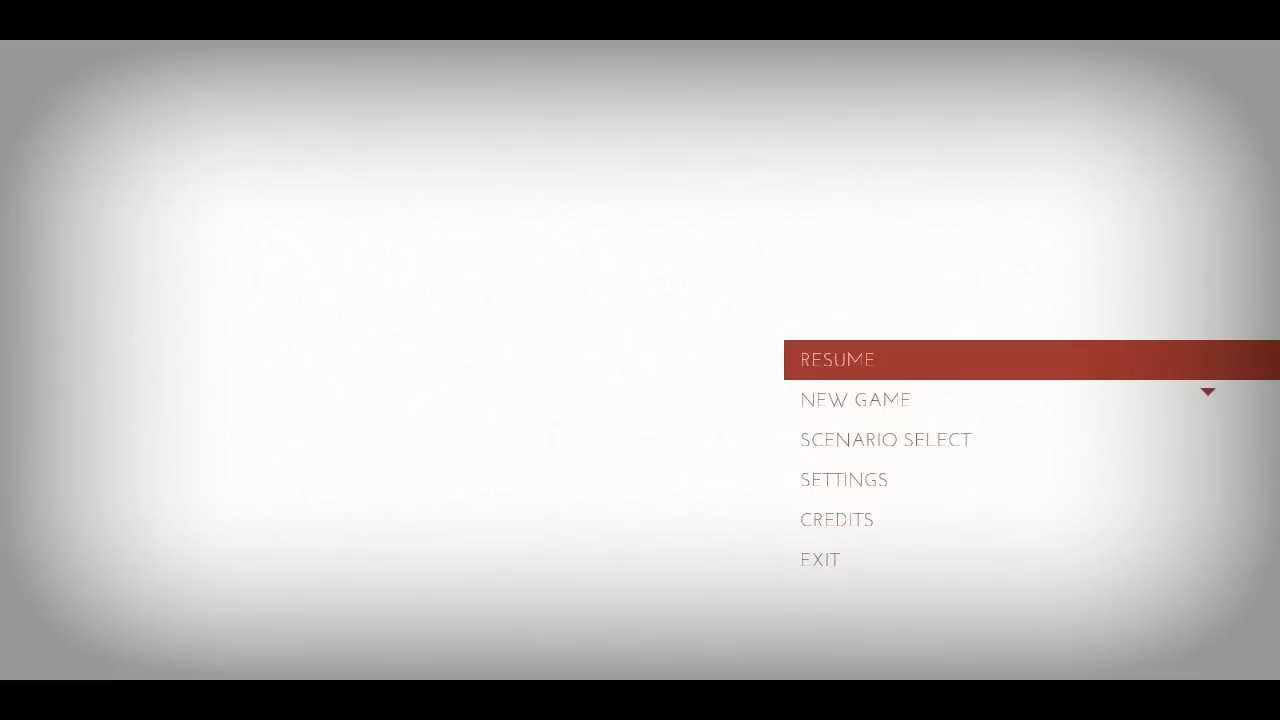 RESUME
NEW GAME
SCENARIO SELECT
SETTINGS
CREDITS
EXIT